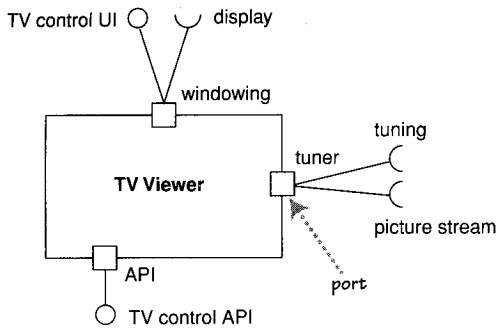 TV control UI
display
windowing
tuning
tuner
TV Viewer
picture stream
API
port
TV control API